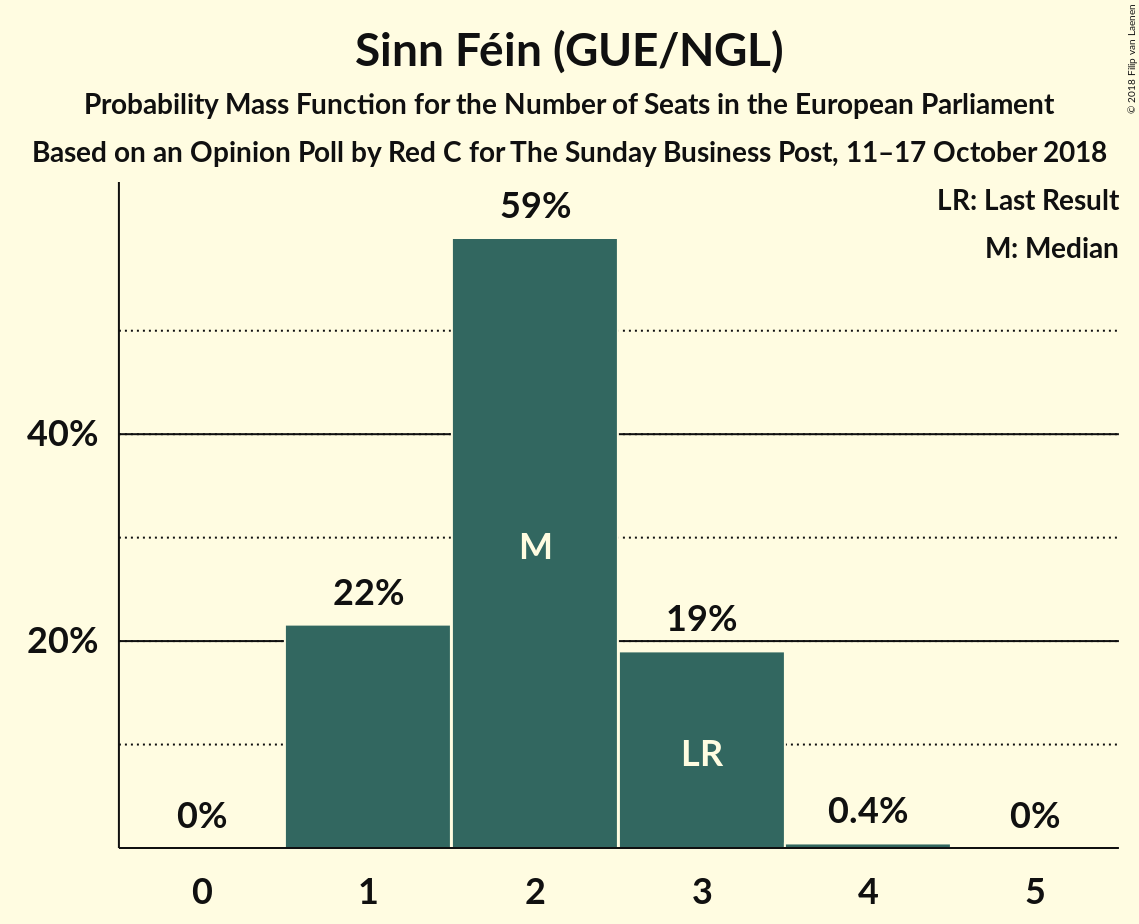 Sinn Féin (GUE/NGL)
Probability Mass Function for the Number of Seats in the European Parliament
Based on an Opinion Poll by Red C for The Sunday Business Post, 11–17 October 2018
© 2018 Filip van Laenen
LR: Last Result
M: Median
59%
40%
M
22%
19%
20%
LR
0%
0.4%
0%
0 1 2 3 4 5